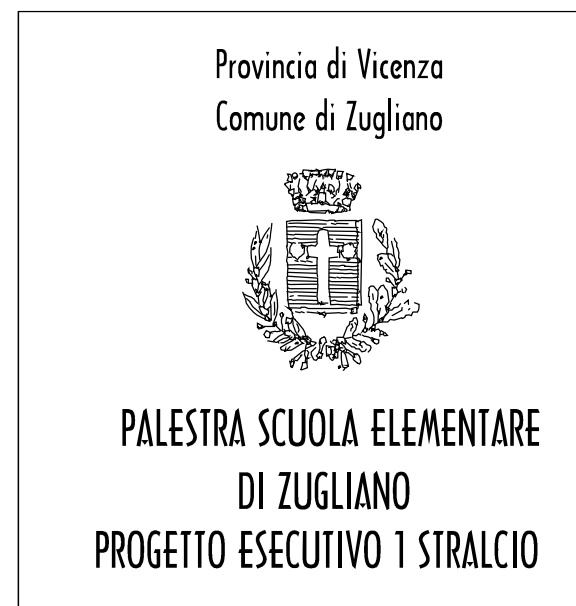 Provincia di Vicenza
Comune di Zugliano
PALESTRA SCUOLA ELEMENTARE
DI ZUGLIANO
PROGETTO ESECUTIVO 1 STRALCIO